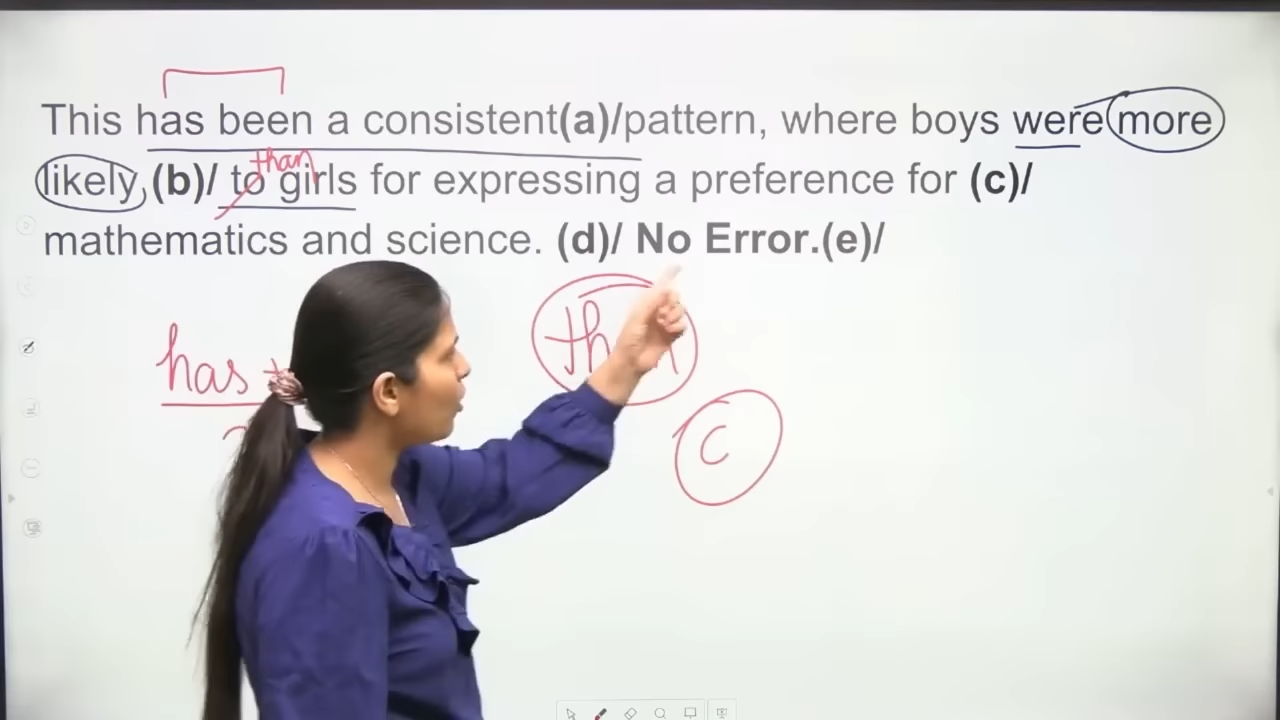 This has been a consistent(a)/pattern, where boys were more
than
likely, (b)/ to girls for expressing a preference for (c)/
mathematics and science. (d)/ No Error.(e)/
has
C